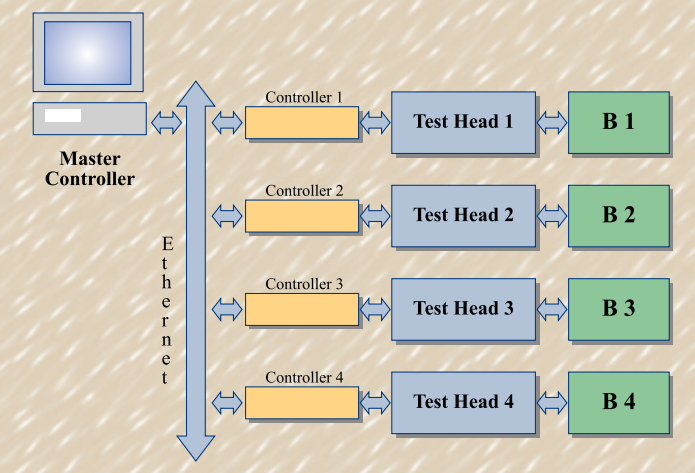 Master
Controller
Ethernet
Controller 1
Test Head 1
B 1
Controller 2
Test Head 2
B 2
Controller 3
Test Head 3
B 3
Controller 4
Test Head 4
B 4